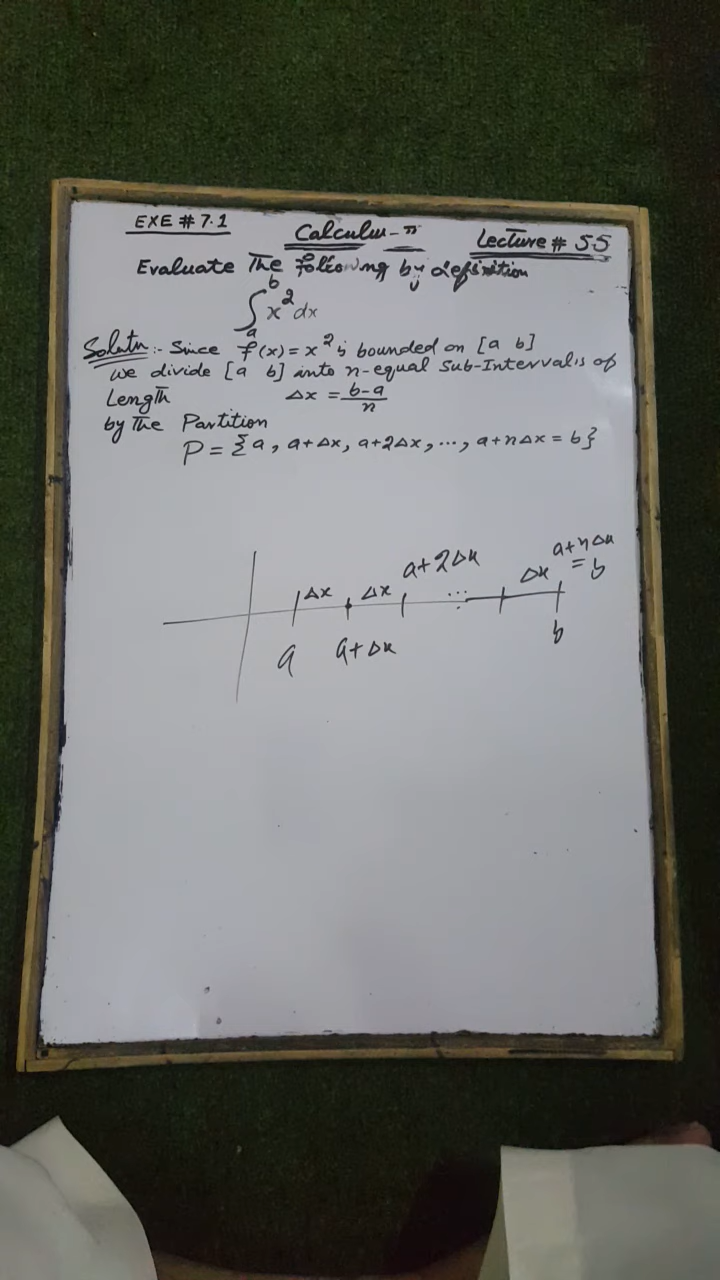 EXE # 7.1
Calculus-II
Lecture # 55
Evaluate The following by definition
∫ₐᵇ x² dx
Solutn:- Since f(x) = x² is bounded on [a b]
we divide [a b] into n-equal Sub-Intervals of
Length Δx = (b-a)/n
by The Partition
P = {a, a+Δx, a+2Δx, ..., a+nΔx = b}
a+2Δx a+nΔx
Δx Δx ... Δx = b
a a+Δx b